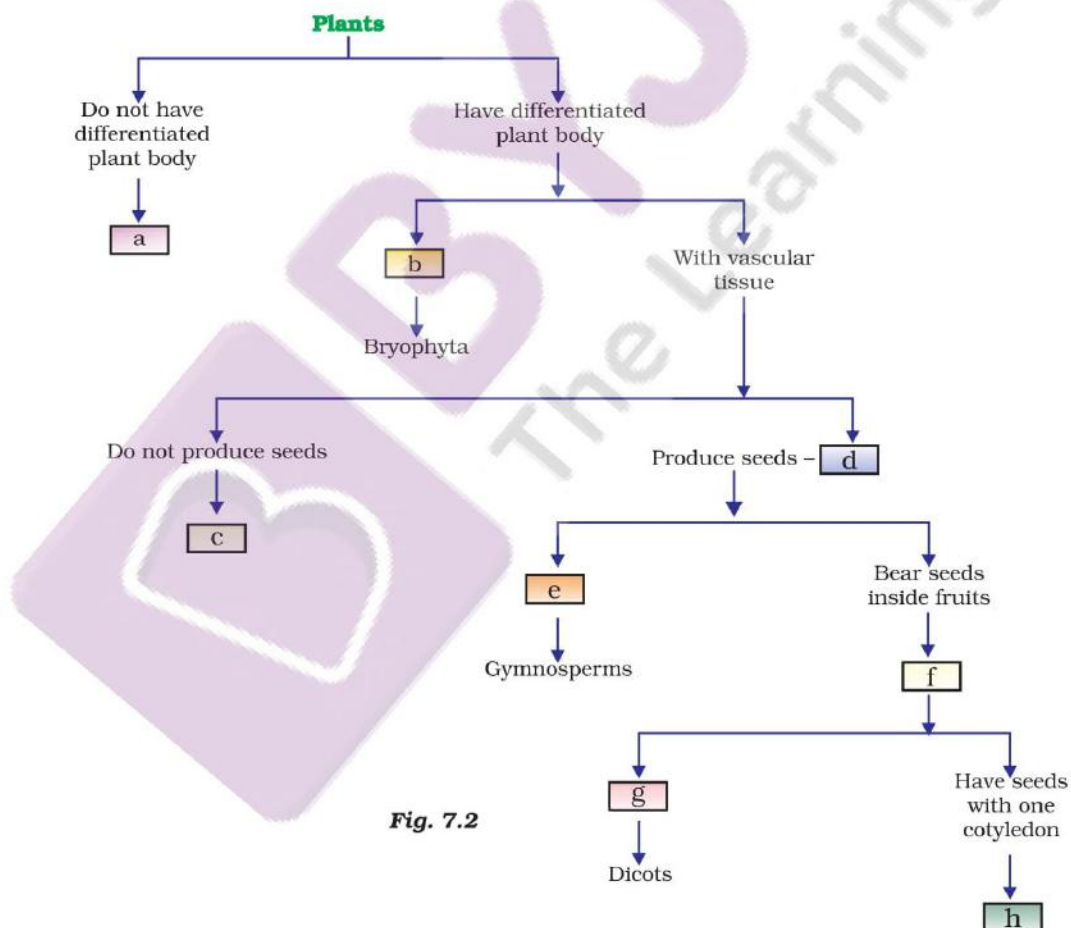 Plants
Do not have
differentiated
plant body
Have differentiated
plant body
a
b
With vascular
tissue
Bryophyta
Do not produce seeds
Produce seeds – d
c
e
Bear seeds
inside fruits
Gymnosperms
f
g
Have seeds
with one
cotyledon
Fig. 7.2
Dicots
h
BYJ
The Learning